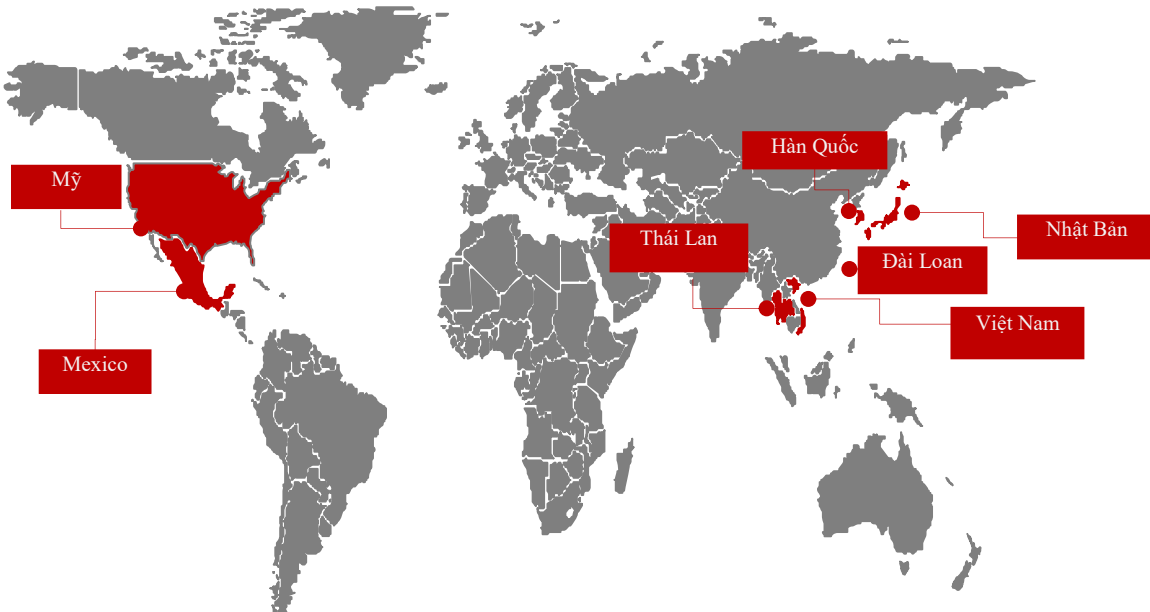 Hàn Quốc
Mỹ
Nhật Bản
Thái Lan
Đài Loan
Việt Nam
Mexico